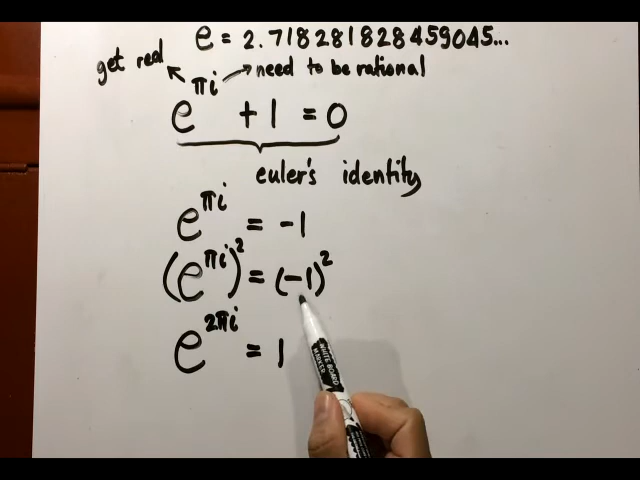 e = 2.718281828459045...
get real need to be rational
e^πi + 1 = 0
euler's identity
e^πi = -1
(e^πi)^2 = (-1)^2
e^2πi = 1
WHITE BOARD
MARKER